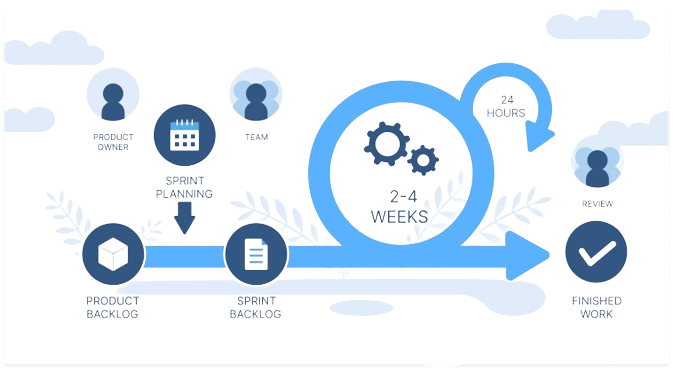 PRODUCT
OWNER
TEAM
SPRINT
PLANNING
24
HOURS
2-4
WEEKS
REVIEW
PRODUCT
BACKLOG
SPRINT
BACKLOG
FINISHED
WORK